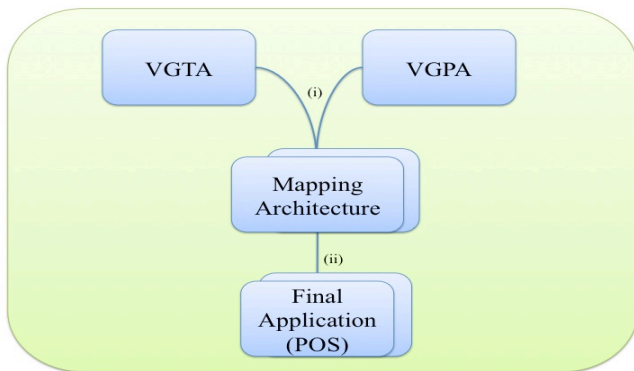 VGTA
VGPA
(i)
Mapping
Architecture
(ii)
Final
Application
(POS)